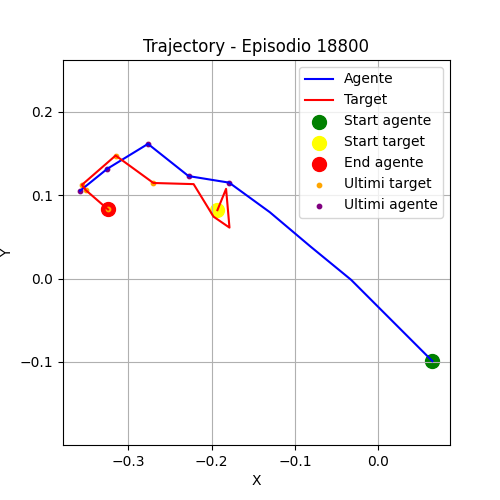 Trajectory - Episodio 18800
Agente
Target
Start agente
Start target
End agente
Ultimi target
Ultimi agente
Y
0.2
0.1
0.0
−0.1
−0.3
−0.2
−0.1
0.0
X